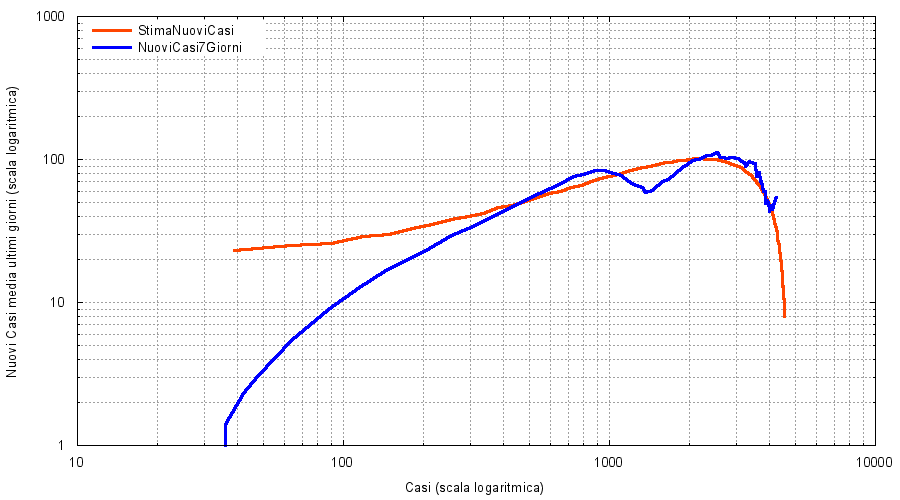 1000
StimaNuoviCasi
NuoviCasi7Giorni
100
10
1
10
100
1000
10000
Nuovi Casi media ultimi giorni (scala logaritmica)
Casi (scala logaritmica)